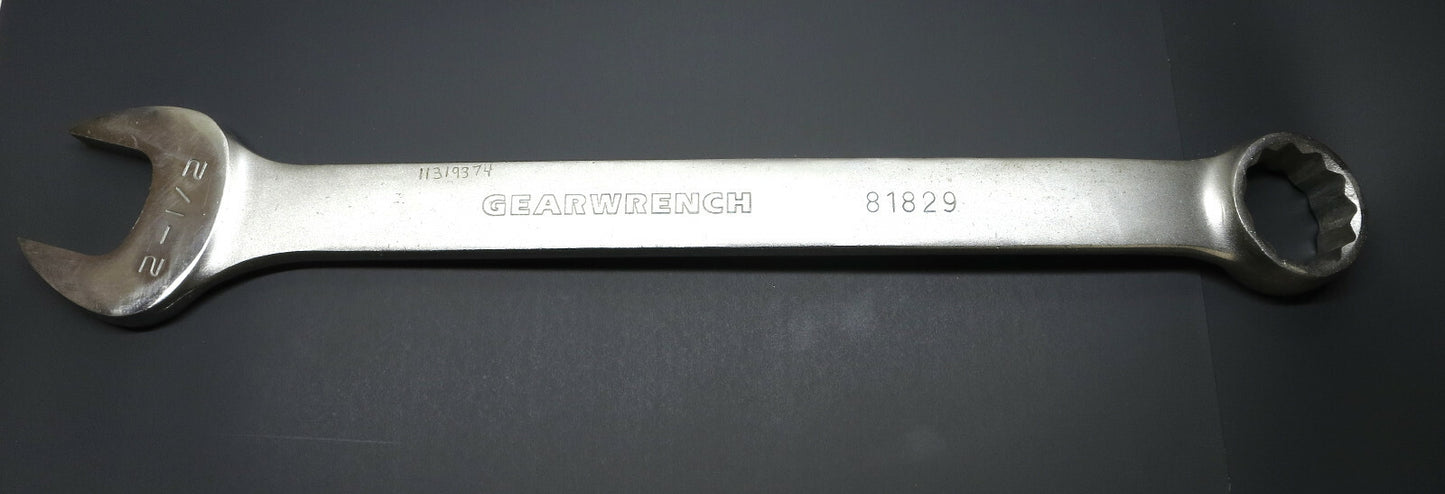 2-1/2
11319374
GEARWRENCH
81829